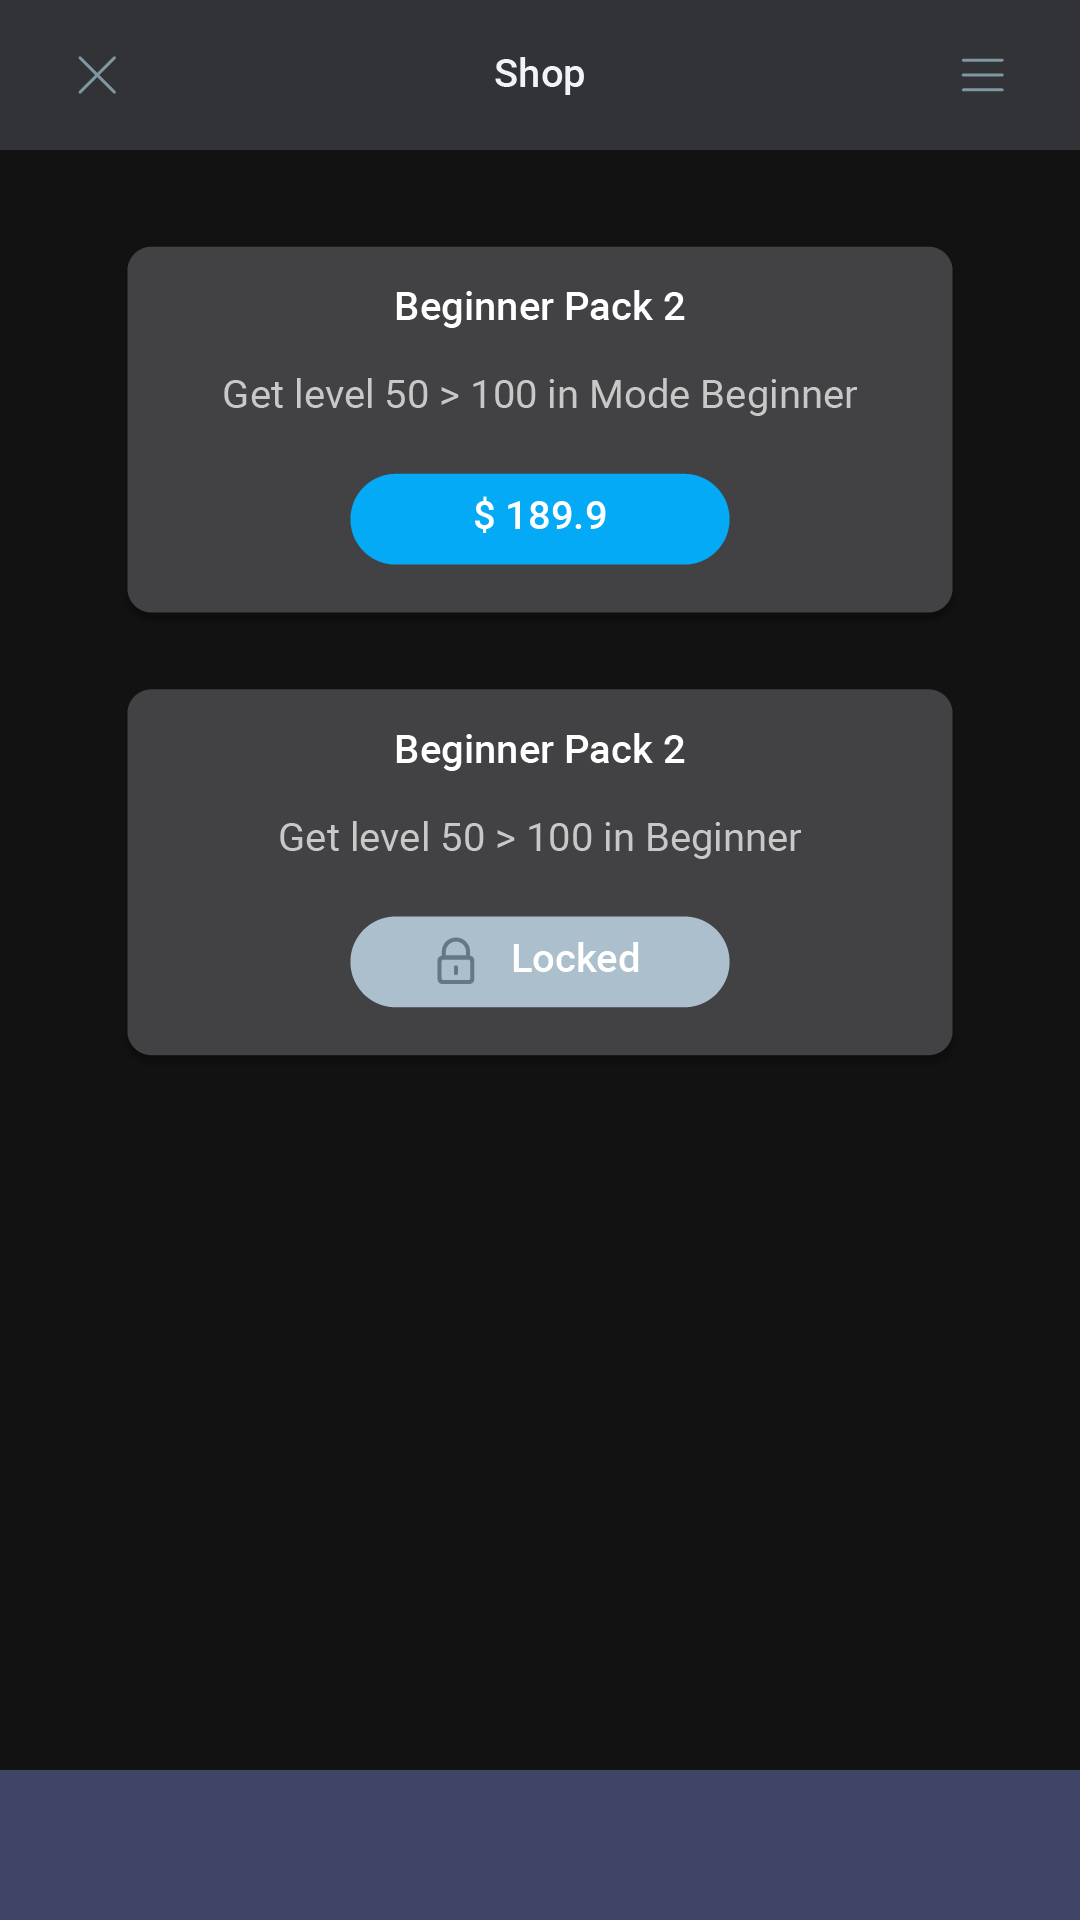 Shop
Beginner Pack 2
Get level 50 > 100 in Mode Beginner
$ 189.9
Beginner Pack 2
Get level 50 > 100 in Beginner
Locked